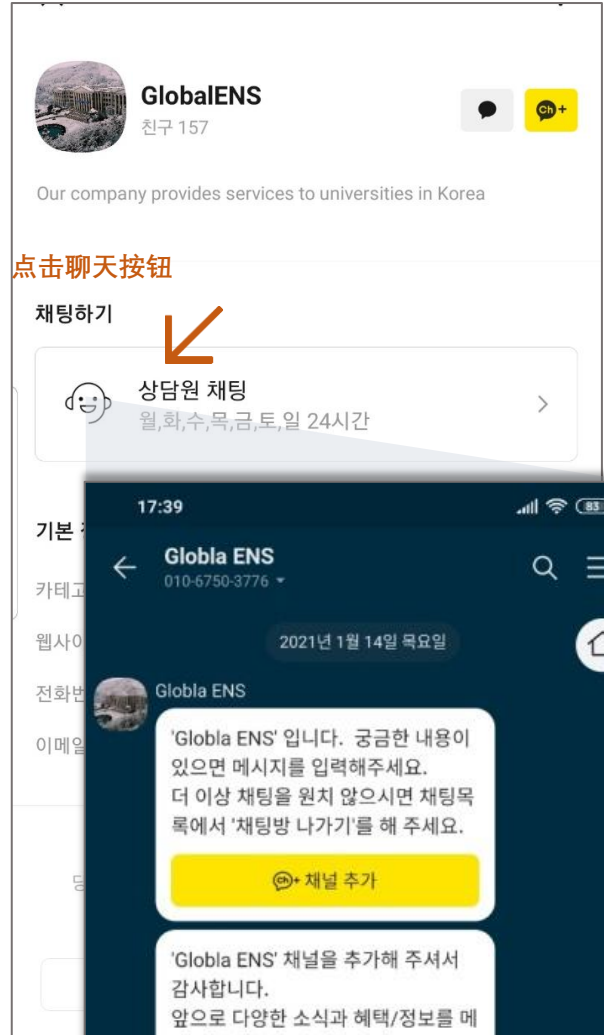 GlobalENS
친구 157
Ch+
Our company provides services to universities in Korea
点击聊天按钮
채팅하기
상담원 채팅
월,화,수,목,금,토,일 24시간
기본
카테고
웹사이
전화번
이메일
17:39
83
Globla ENS
010-6750-3776
2021년 1월 14일 목요일
Globla ENS
'Globla ENS' 입니다. 궁금한 내용이
있으면 메시지를 입력해주세요.
더 이상 채팅을 원치 않으시면 채팅목
록에서 '채팅방 나가기'를 해 주세요.
Ch+ 채널 추가
'Globla ENS' 채널을 추가해 주셔서
감사합니다.
앞으로 다양한 소식과 혜택/정보를 메